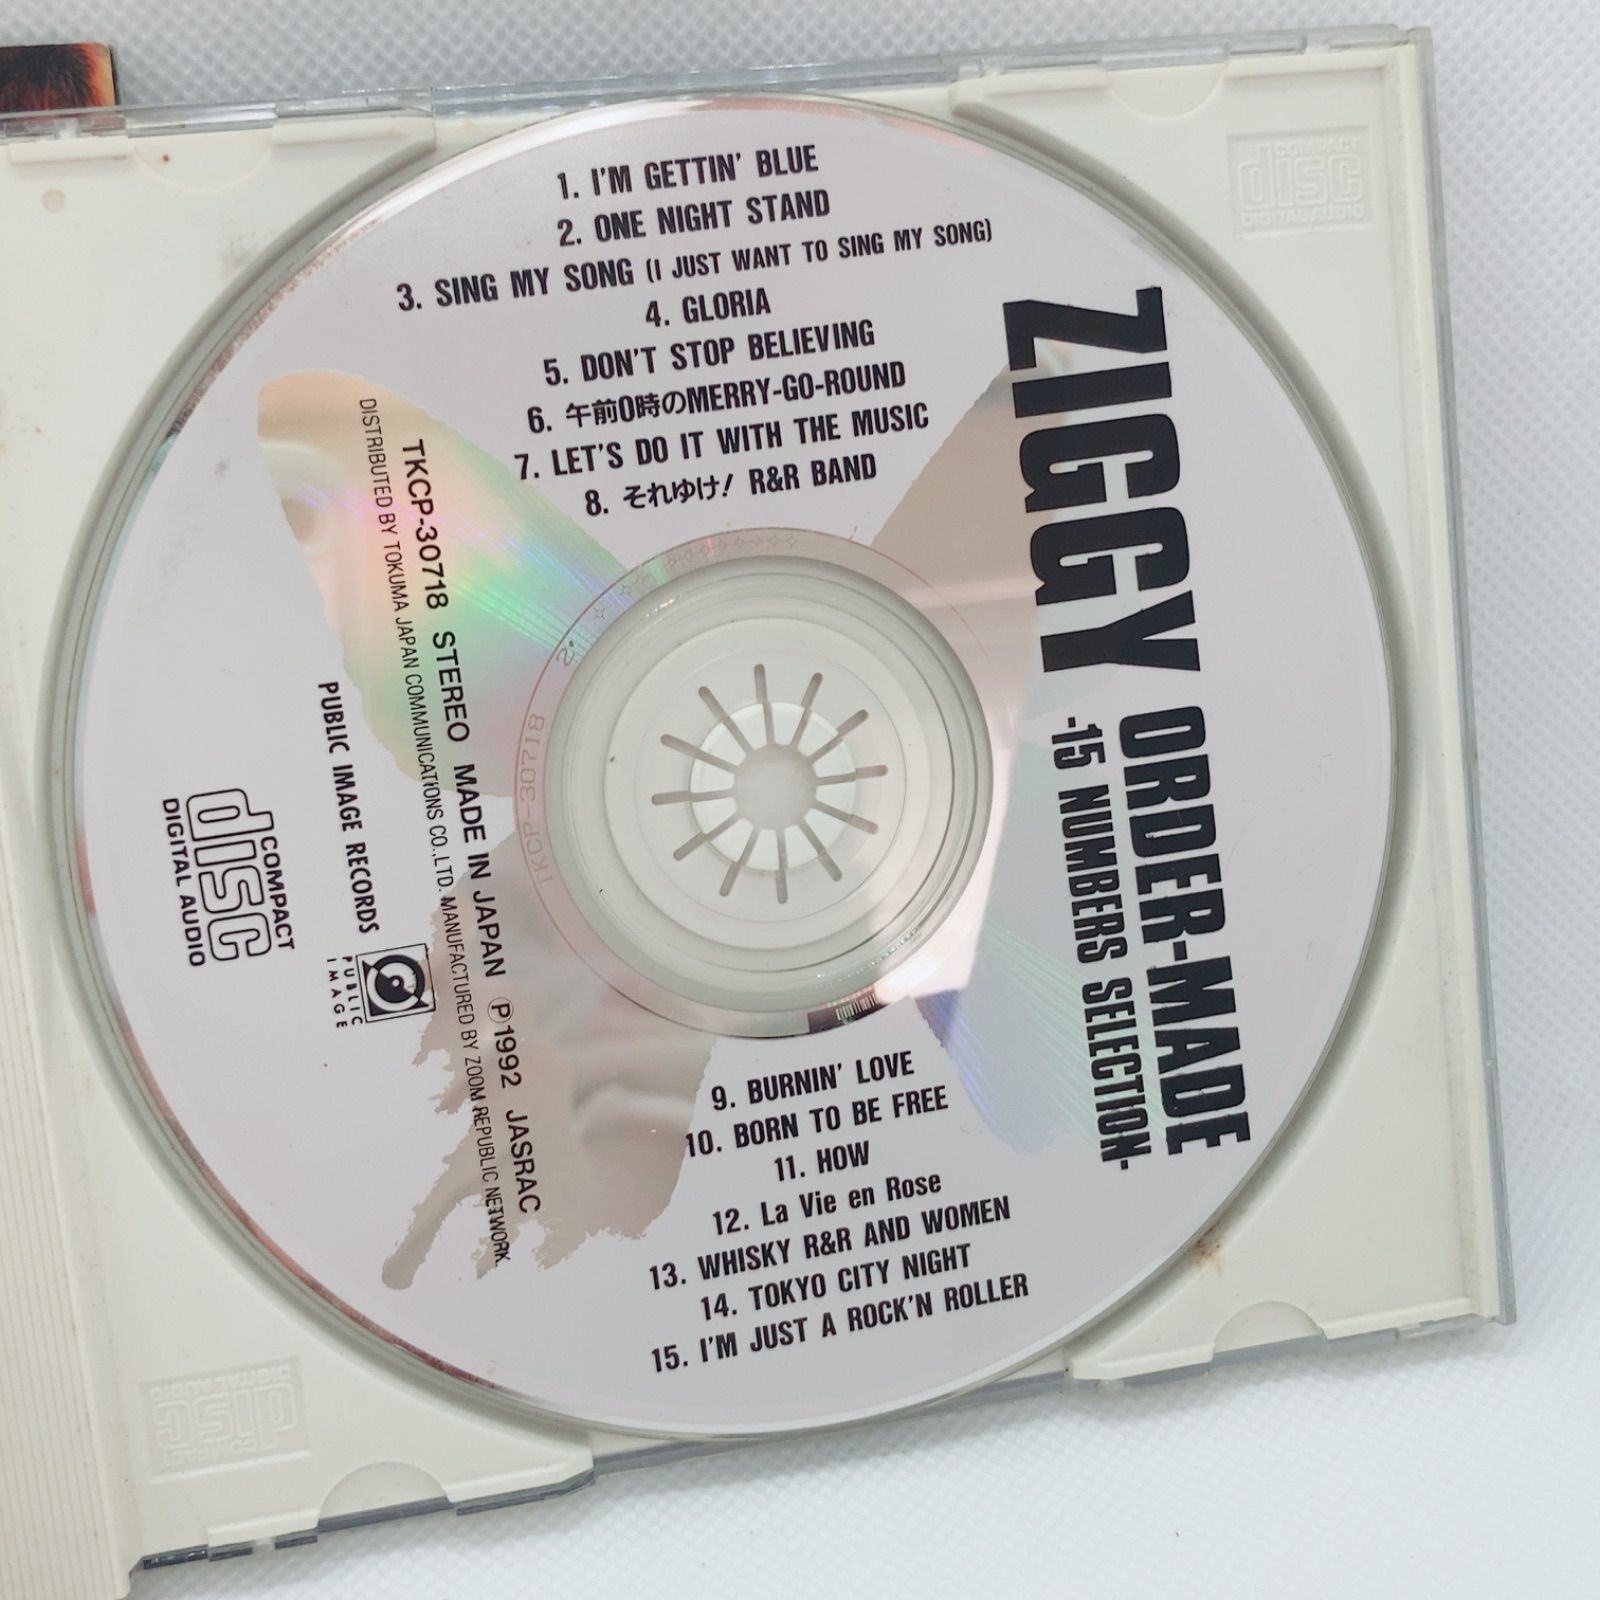 1. I'M GETTIN' BLUE
2. ONE NIGHT STAND
3. SING MY SONG (I JUST WANT TO SING MY SONG)
4. GLORIA
5. DON'T STOP BELIEVING
6. 午前0時のMERRY-GO-ROUND
7. LET'S DO IT WITH THE MUSIC
8. それゆけ! R&R BAND
ZIGGY ORDER-MADE
-15 NUMBERS SELECTION-
TKCP-30718 STEREO MADE IN JAPAN Ⓟ1992 JASRAC
DISTRIBUTED BY TOKUMA JAPAN COMMUNICATIONS CO.,LTD. MANUFACTURED BY ZOOM REPUBLIC NETWORK.
PUBLIC IMAGE RECORDS
PUBLIC
IMAGE
COMPACT
disc
DIGITAL AUDIO
TKCP-30718
9. BURNIN' LOVE
10. BORN TO BE FREE
11. HOW
12. La Vie en Rose
13. WHISKY R&R AND WOMEN
14. TOKYO CITY NIGHT
15. I'M JUST A ROCK'N ROLLER
COMPACT
disc
DIGITAL AUDIO
COMPACT
disc
DIGITAL AUDIO